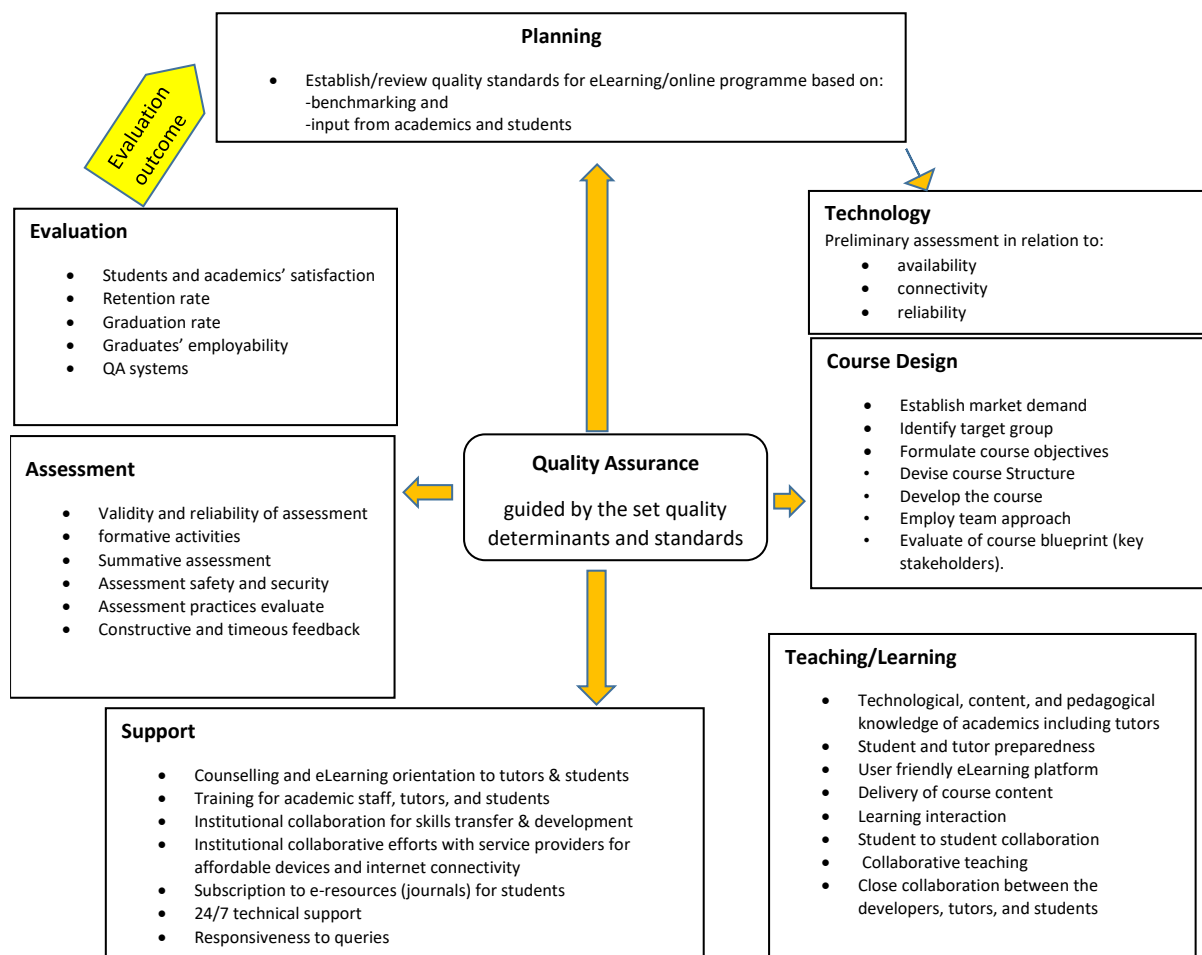 Planning
• Establish/review quality standards for eLearning/online programme based on:
-benchmarking and
-input from academics and students
Evaluation
outcome
Technology
Preliminary assessment in relation to:
• availability
• connectivity
• reliability
Evaluation
• Students and academics’ satisfaction
• Retention rate
• Graduation rate
• Graduates’ employability
• QA systems
Course Design
• Establish market demand
• Identify target group
• Formulate course objectives
• Devise course Structure
• Develop the course
• Employ team approach
• Evaluate of course blueprint (key
stakeholders).
Quality Assurance
guided by the set quality
determinants and standards
Assessment
• Validity and reliability of assessment
• formative activities
• Summative assessment
• Assessment safety and security
• Assessment practices evaluate
• Constructive and timeous feedback
Teaching/Learning
• Technological, content, and pedagogical
knowledge of academics including tutors
• Student and tutor preparedness
• User friendly eLearning platform
• Delivery of course content
• Learning interaction
• Student to student collaboration
• Collaborative teaching
• Close collaboration between the
developers, tutors, and students
Support
• Counselling and eLearning orientation to tutors & students
• Training for academic staff, tutors, and students
• Institutional collaboration for skills transfer & development
• Institutional collaborative efforts with service providers for
affordable devices and internet connectivity
• Subscription to e-resources (journals) for students
• 24/7 technical support
• Responsiveness to queries